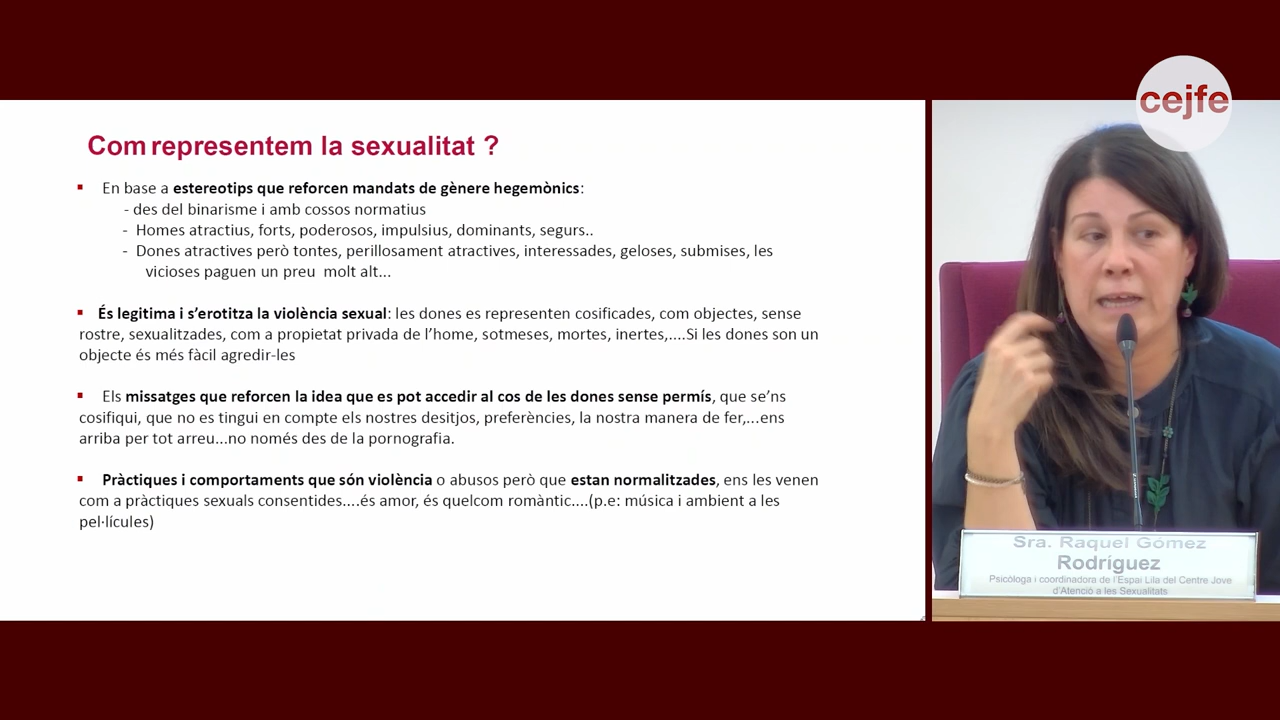 cejfe
Com representem la sexualitat ?
▪ En base a estereotips que reforcen mandats de gènere hegemònics:
- des del binarisme i amb cossos normatius
- Homes atractius, forts, poderosos, impulsius, dominants, segurs..
- Dones atractives però tontes, perillosament atractives, interessades, geloses, submises, les
vicioses paguen un preu molt alt...
▪ És legitima i s’erotitza la violència sexual: les dones es representen cosificades, com objectes, sense
rostre, sexualitzades, com a propietat privada de l’home, sotmeses, mortes, inertes,....Si les dones son un
objecte és més fàcil agredir-les
▪ Els missatges que reforcen la idea que es pot accedir al cos de les dones sense permís, que se’ns
cosifiqui, que no es tingui en compte els nostres desitjos, preferències, la nostra manera de fer,...ens
arriba per tot arreu...no només des de la pornografia.
▪ Pràctiques i comportaments que són violència o abusos però que estan normalitzades, ens les venen
com a pràctiques sexuals consentides....és amor, és quelcom romàntic....(p.e: música i ambient a les
pel·lícules)
Sra. Raquel Gómez
Rodríguez
Psicòloga i coordinadora de l’Espai Lila del Centre Jove
d’Atenció a les Sexualitats